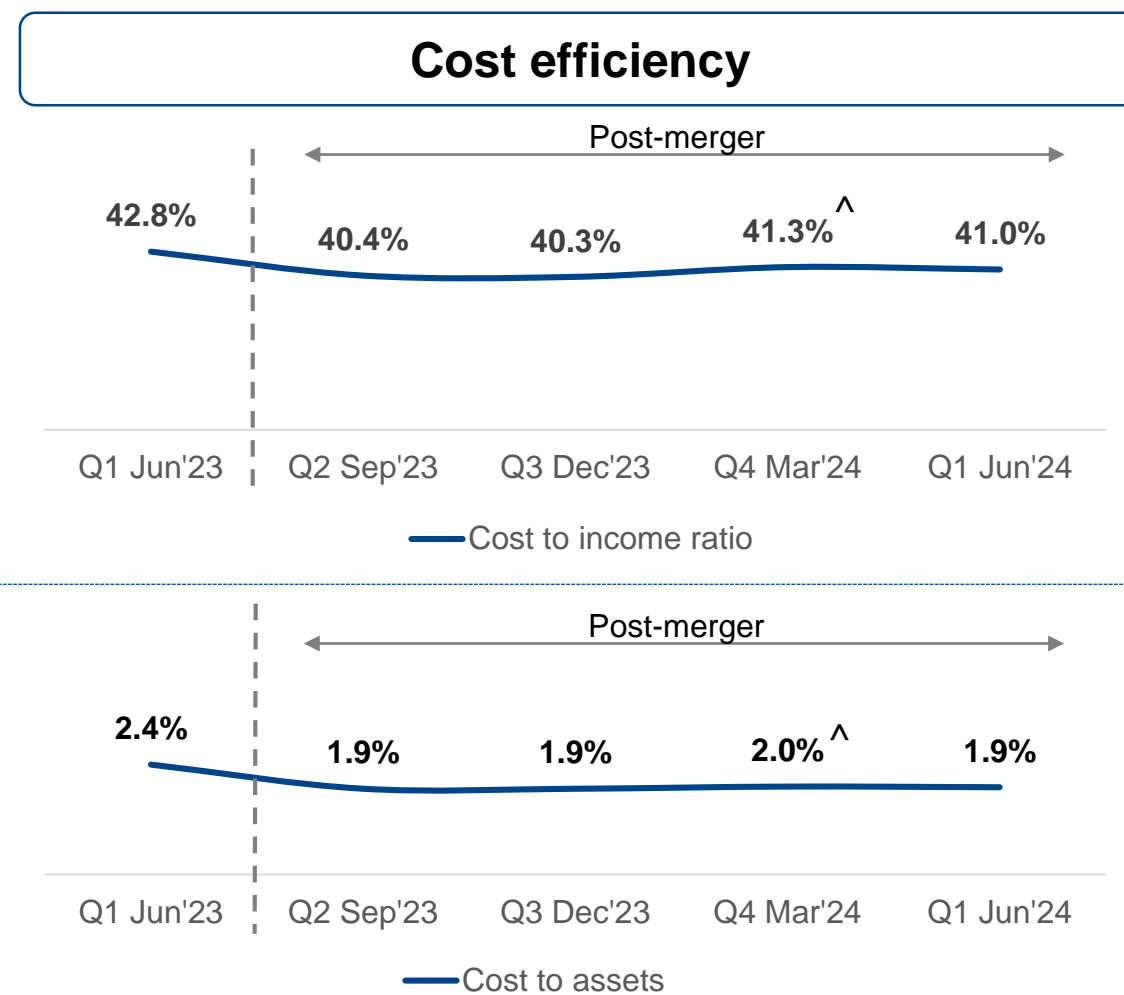 Cost efficiency
Post-merger
42.8%
40.4%
40.3%
41.3%^
41.0%
Q1 Jun'23 Q2 Sep'23 Q3 Dec'23 Q4 Mar'24 Q1 Jun'24
Cost to income ratio
Post-merger
2.4%
1.9%
1.9%
2.0%^
1.9%
Q1 Jun'23 Q2 Sep'23 Q3 Dec'23 Q4 Mar'24 Q1 Jun'24
Cost to assets